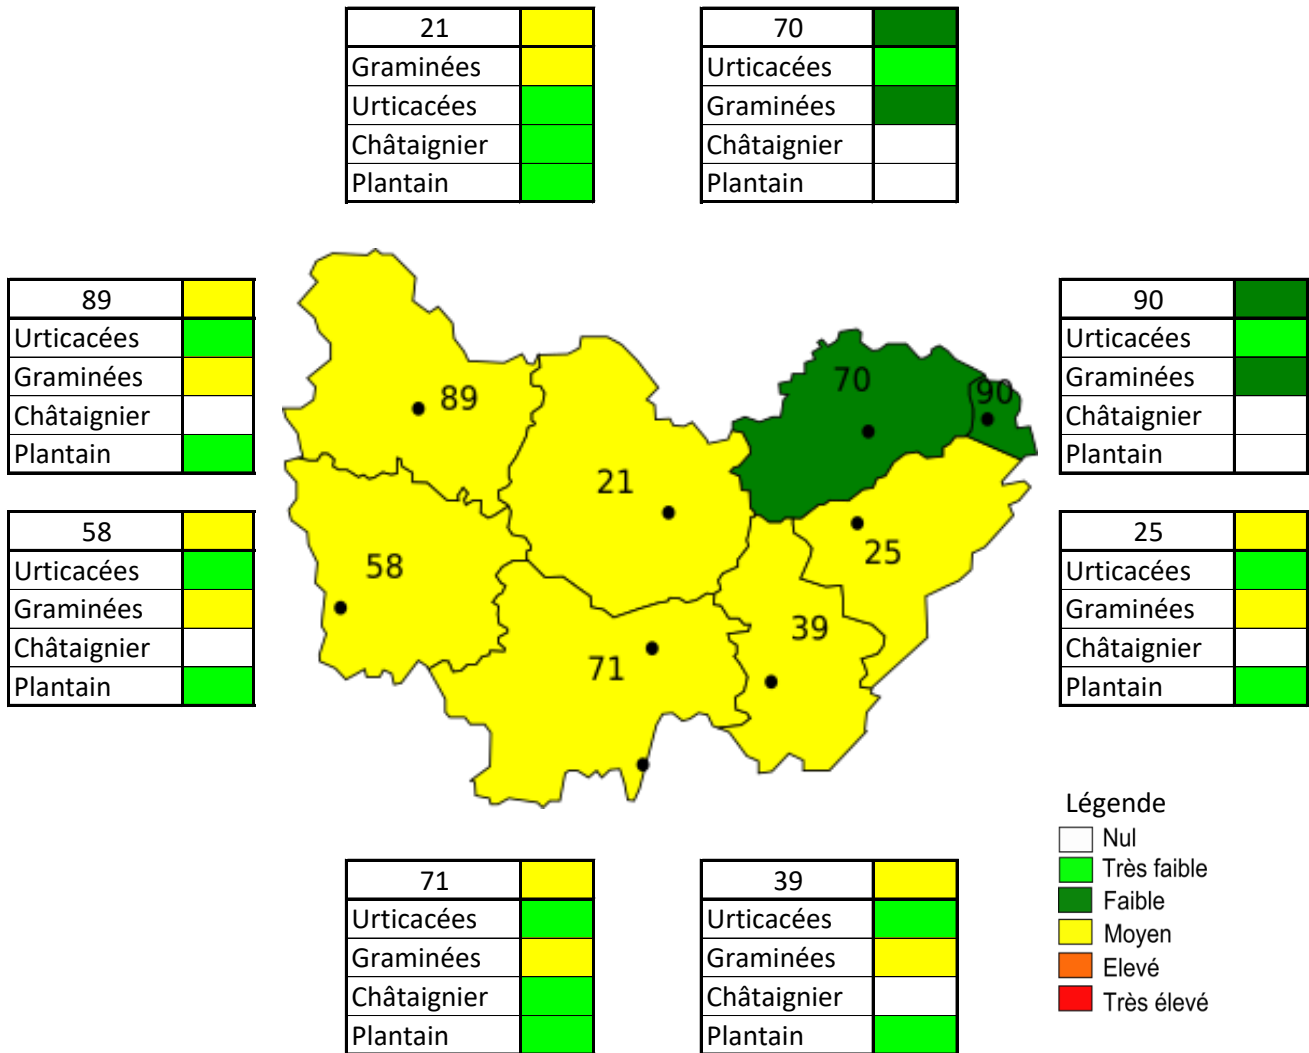 21
Graminées
Urticacées
Châtaignier
Plantain
70
Urticacées
Graminées
Châtaignier
Plantain
89
Urticacées
Graminées
Châtaignier
Plantain
58
Urticacées
Graminées
Châtaignier
Plantain
89
21
70
90
58
25
71
39
90
Urticacées
Graminées
Châtaignier
Plantain
25
Urticacées
Graminées
Châtaignier
Plantain
71
Urticacées
Graminées
Châtaignier
Plantain
39
Urticacées
Graminées
Châtaignier
Plantain
Légende
Nul
Très faible
Faible
Moyen
Elevé
Très élevé